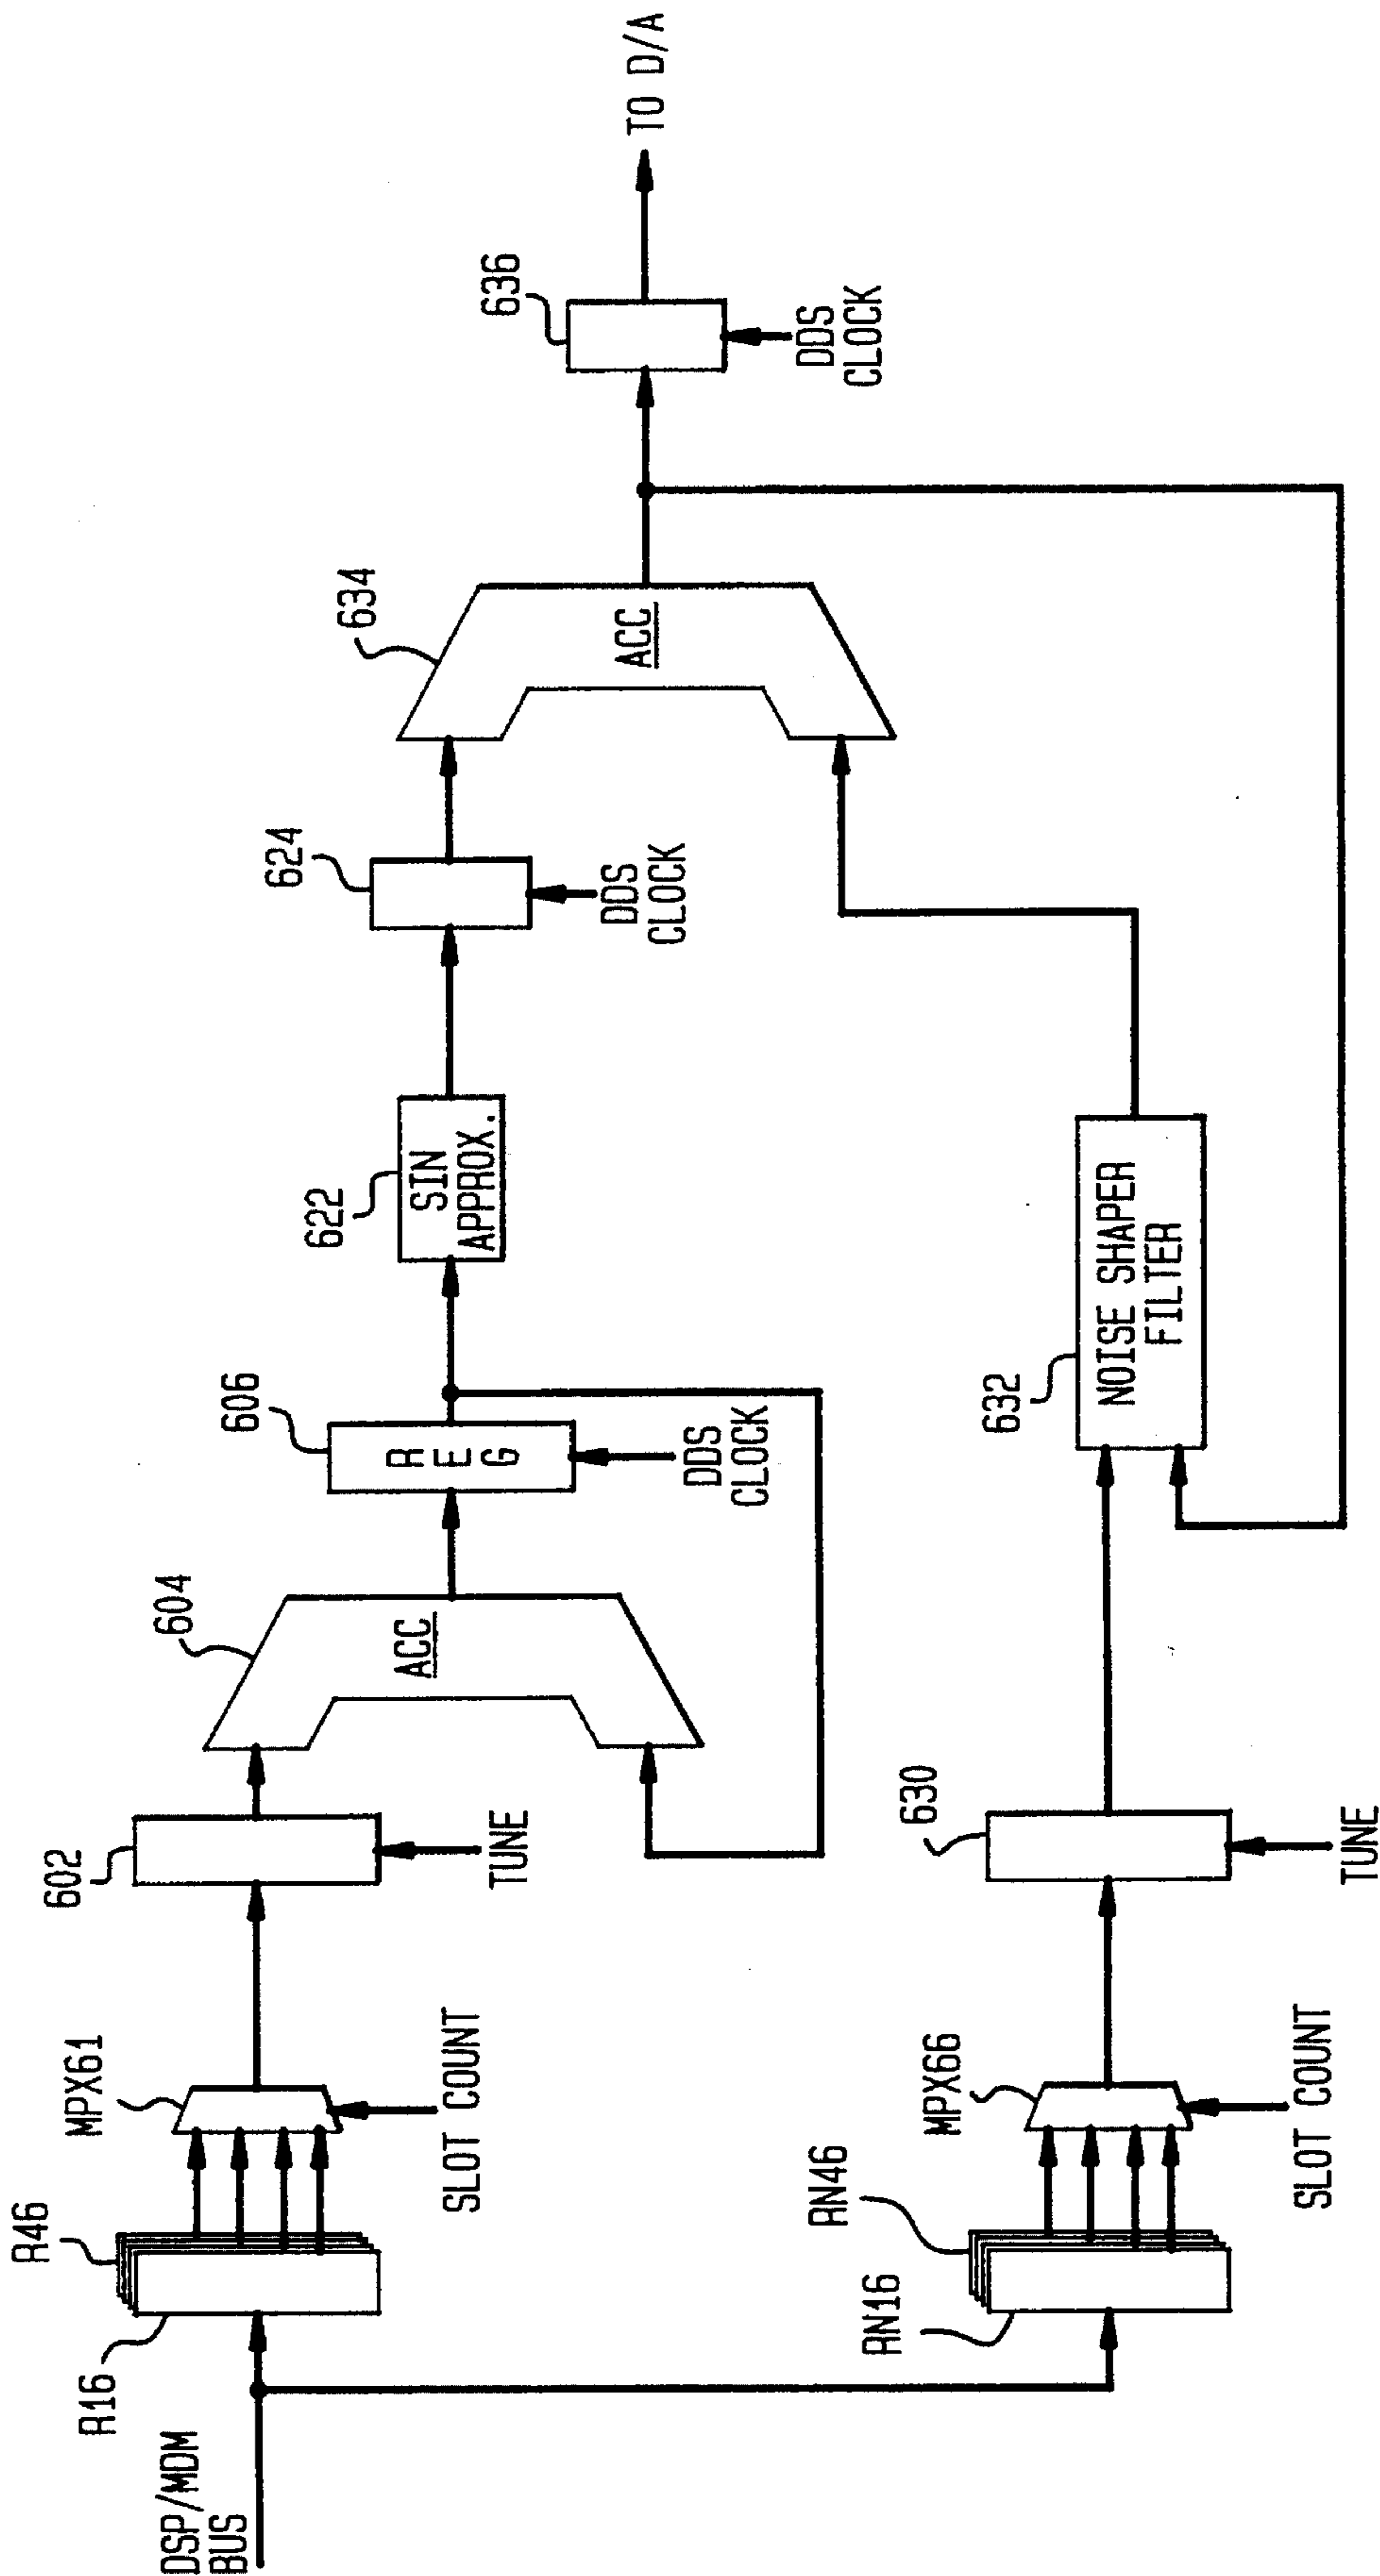 DSP/MDM
BUS
R16
R46
MPX61
SLOT COUNT
602
TUNE
604
ACC
606
REG
DDS
CLOCK
622
SIN
APPROX.
624
DDS
CLOCK
634
ACC
636
DDS
CLOCK
TO D/A
RN16
RN46
MPX66
SLOT COUNT
630
TUNE
632
NOISE SHAPER
FILTER